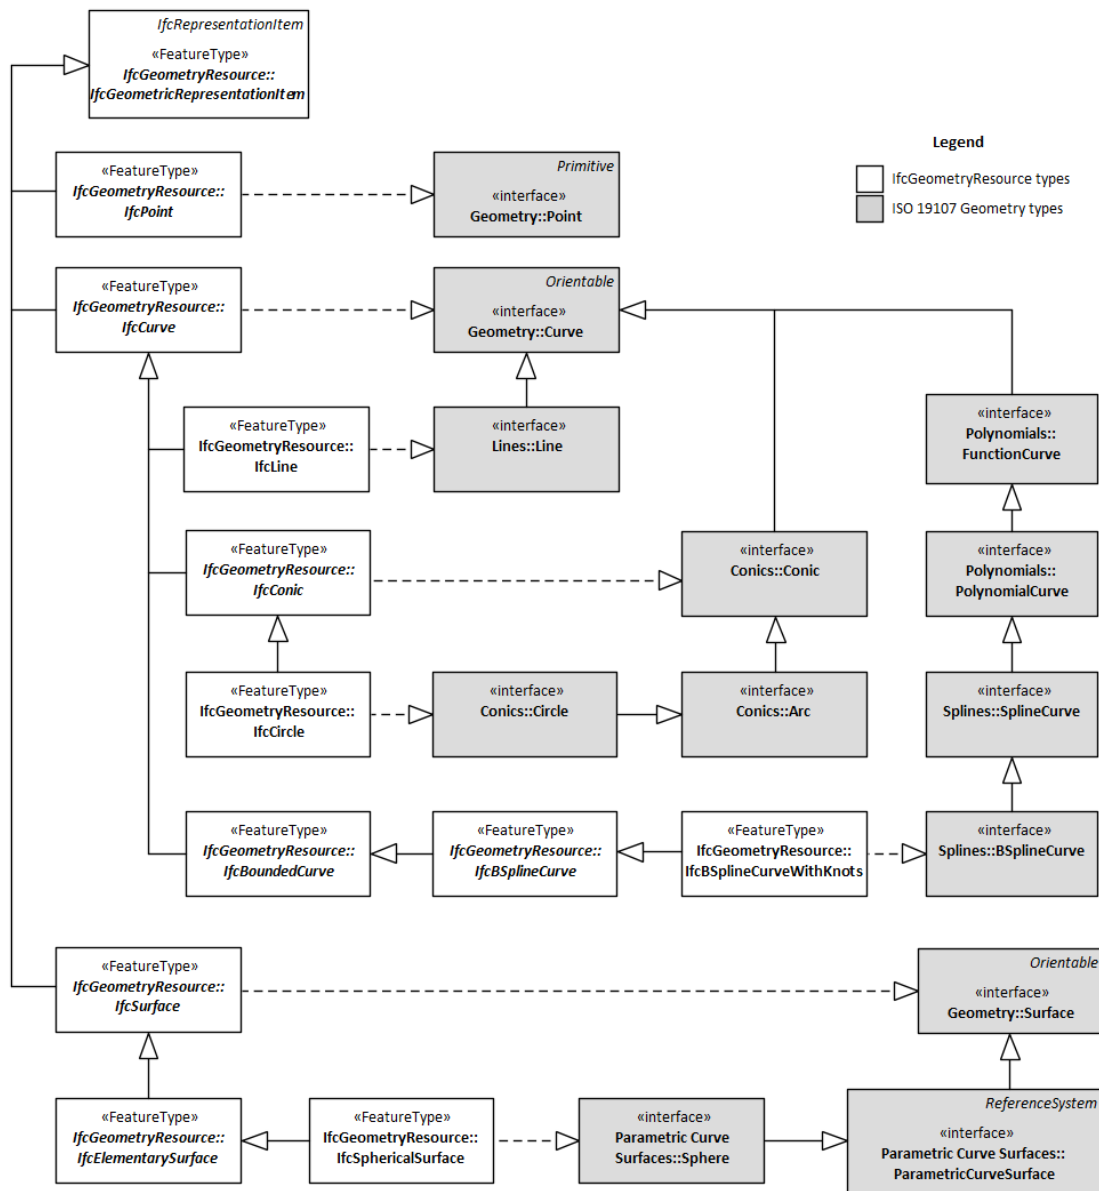 IfcRepresentationItem
«FeatureType»
IfcGeometryResource::
IfcGeometricRepresentationItem
«FeatureType»
IfcGeometryResource::
IfcPoint
Primitive
«interface»
Geometry::Point
Legend
IfcGeometryResource types
ISO 19107 Geometry types
«FeatureType»
IfcGeometryResource::
IfcCurve
Orientable
«interface»
Geometry::Curve
«FeatureType»
IfcGeometryResource::
IfcLine
«interface»
Lines::Line
«interface»
Polynomials::
FunctionCurve
«FeatureType»
IfcGeometryResource::
IfcConic
«interface»
Conics::Conic
«interface»
Polynomials::
PolynomialCurve
«FeatureType»
IfcGeometryResource::
IfcCircle
«interface»
Conics::Circle
«interface»
Conics::Arc
«interface»
Splines::SplineCurve
«FeatureType»
IfcGeometryResource::
IfcBoundedCurve
«FeatureType»
IfcGeometryResource::
IfcBSplineCurve
«FeatureType»
IfcGeometryResource::
IfcBSplineCurveWithKnots
«interface»
Splines::BSplineCurve
«FeatureType»
IfcGeometryResource::
IfcSurface
Orientable
«interface»
Geometry::Surface
«FeatureType»
IfcGeometryResource::
IfcElementarySurface
«FeatureType»
IfcGeometryResource::
IfcSphericalSurface
«interface»
Parametric Curve
Surfaces::Sphere
ReferenceSystem
«interface»
Parametric Curve Surfaces::
ParametricCurveSurface